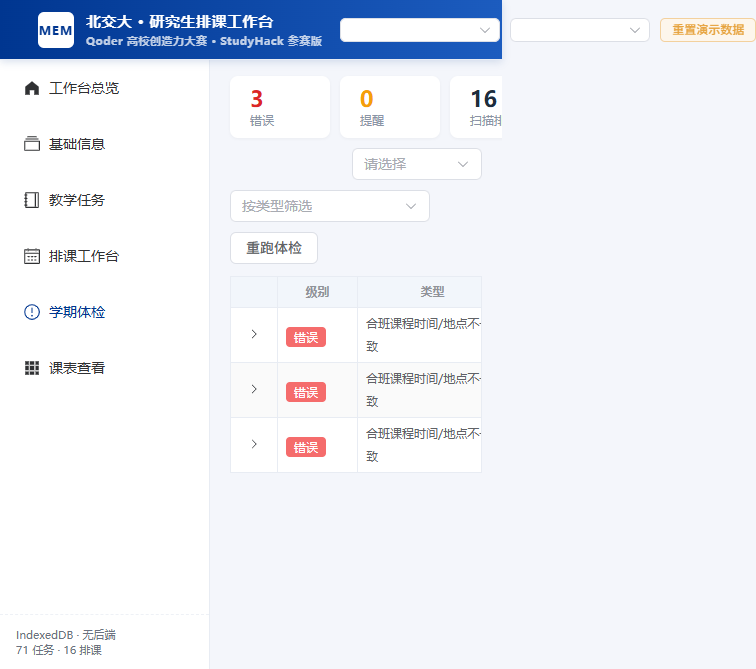 MEM
北交大 • 研究生排课工作台
Qoder 高校创造力大赛 • StudyHack 参赛版
重置演示数据
工作台总览
基础信息
教学任务
排课工作台
学期体检
课表查看
3
错误
0
提醒
16
扫描排
请选择
按类型筛选
重跑体检
级别
类型
错误
合班课程时间/地点不一
致
错误
合班课程时间/地点不一
致
错误
合班课程时间/地点不一
致
IndexedDB · 无后端
71 任务 · 16 排课